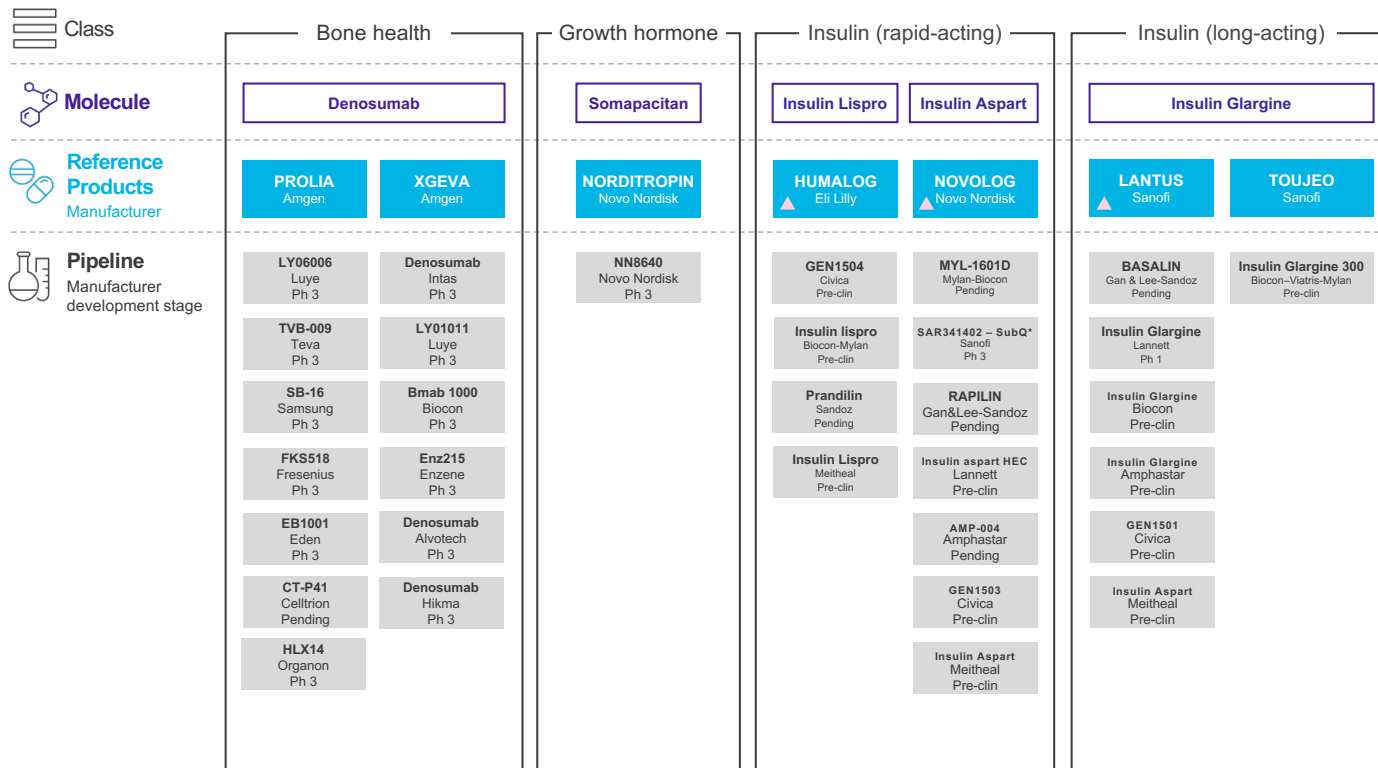 Class
Bone health
Growth hormone
Insulin (rapid-acting)
Insulin (long-acting)
Molecule
Denosumab
Somapacitan
Insulin Lispro
Insulin Aspart
Insulin Glargine
Reference
Products
Manufacturer
PROLIA
Amgen
XGEVA
Amgen
NORDITROPIN
Novo Nordisk
HUMALOG
Eli Lilly
NOVOLOG
Novo Nordisk
LANTUS
Sanofi
TOUJEO
Sanofi
Pipeline
Manufacturer
development stage
LY06006
Luye
Ph 3
TVB-009
Teva
Ph 3
SB-16
Samsung
Ph 3
FKS518
Fresenius
Ph 3
EB1001
Eden
Ph 3
CT-P41
Celltrion
Pending
HLX14
Organon
Ph 3
Denosumab
Intas
Ph 3
LY01011
Luye
Ph 3
Bmab 1000
Biocon
Ph 3
Enz215
Enzene
Ph 3
Denosumab
Alvotech
Ph 3
Denosumab
Hikma
Ph 3
NN8640
Novo Nordisk
Ph 3
GEN1504
Civica
Pre-clin
Insulin lispro
Biocon-Mylan
Pre-clin
Prandilin
Sandoz
Pending
Insulin Lispro
Meitheal
Pre-clin
MYL-1601D
Mylan-Biocon
Pending
SAR341402 – SubQ*
Sanofi
Ph 3
RAPILIN
Gan&Lee-Sandoz
Pending
Insulin aspart HEC
Lannett
Pre-clin
AMP-004
Amphastar
Pending
GEN1503
Civica
Pre-clin
Insulin Aspart
Meitheal
Pre-clin
BASALIN
Gan & Lee-Sandoz
Pending
Insulin Glargine
Lannett
Ph 1
Insulin Glargine
Biocon
Pre-clin
Insulin Glargine
Amphastar
Pre-clin
GEN1501
Civica
Pre-clin
Insulin Aspart
Meitheal
Pre-clin
Insulin Glargine 300
Biocon–Viatris-Mylan
Pre-clin